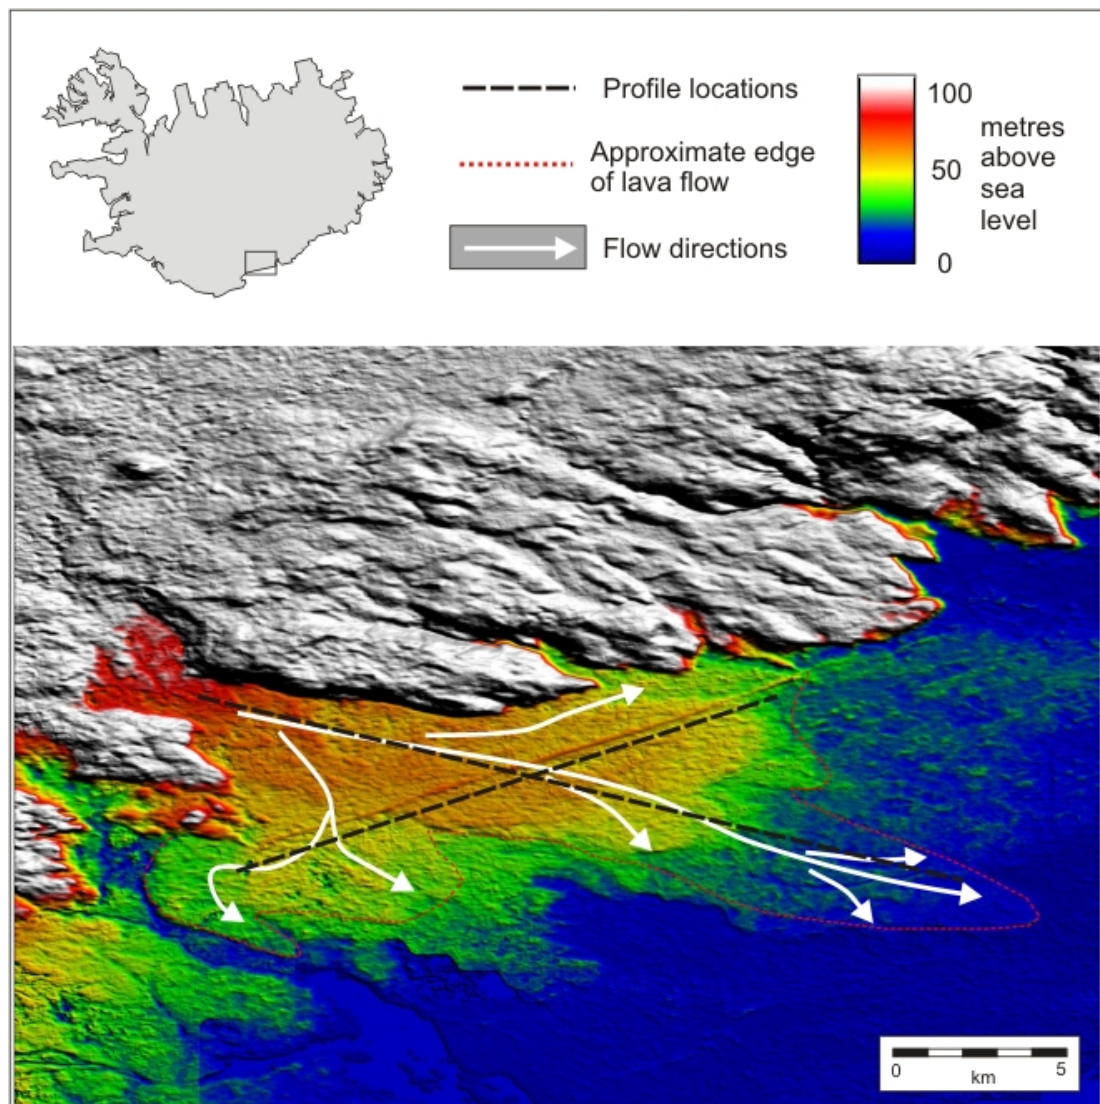 Profile locations
Approximate edge
of lava flow
Flow directions
100
50
0
metres
above
sea
level
0
5
km